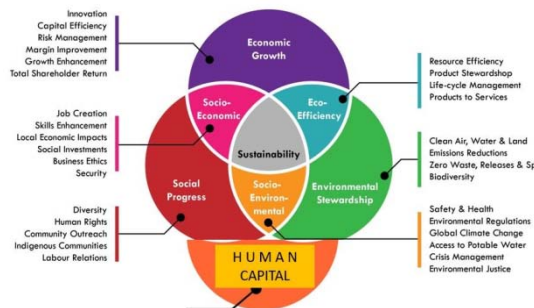 Innovation
Capital Efficiency
Risk Management
Margin Improvement
Growth Enhancement
Total Shareholder Return
Economic
Growth
Resource Efficiency
Product Stewardshop
Life-cycle Management
Products to Services
Socio-
Economic
Eco-
Efficiency
Job Creation
Skills Enhancement
Local Economic Impacts
Social Investments
Business Ethics
Security
Sustainability
Clean Air, Water & Land
Emissions Reductions
Zero Waste, Releases & Sp
Biodiversity
Social
Progress
Socio-
Environ-
mental
Environmental
Stewardship
Diversity
Human Rights
Community Outreach
Indigenous Communities
Labour Relations
Safety & Health
Environmental Regulations
Global Climate Change
Access to Potable Water
Crisis Management
Environmental Justice
HUMAN
CAPITAL